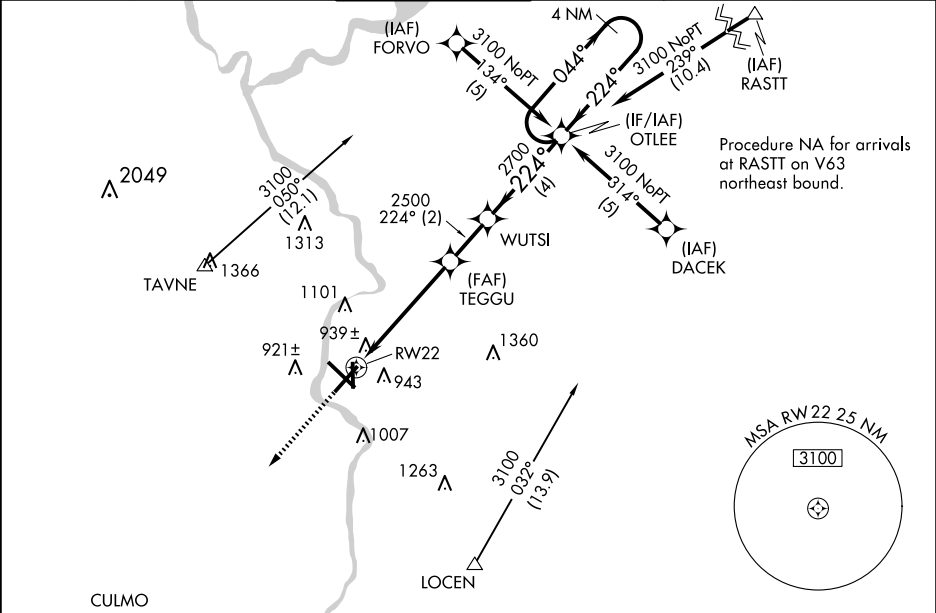 4 NM
(IAF)
FORVO
3100 NoPT
134°
(5)
044°
224°
3100 NoPT
239°
(10.4)
(IAF)
RASTT
(IF/IAF)
OTLEE
Procedure NA for arrivals
at RASTT on V63
northeast bound.
2700
224°
(4)
3100 NoPT
314°
(5)
(IAF)
DACEK
2049
3100
050°
(12.1)
1313
2500
224° (2)
WUTSI
TAVNE
1366
(FAF)
TEGGU
1101
939±
RW22
1360
921±
943
1007
1263
3100
032°
(13.9)
LOCEN
MSA RW 22 25 NM
3100
CULMO